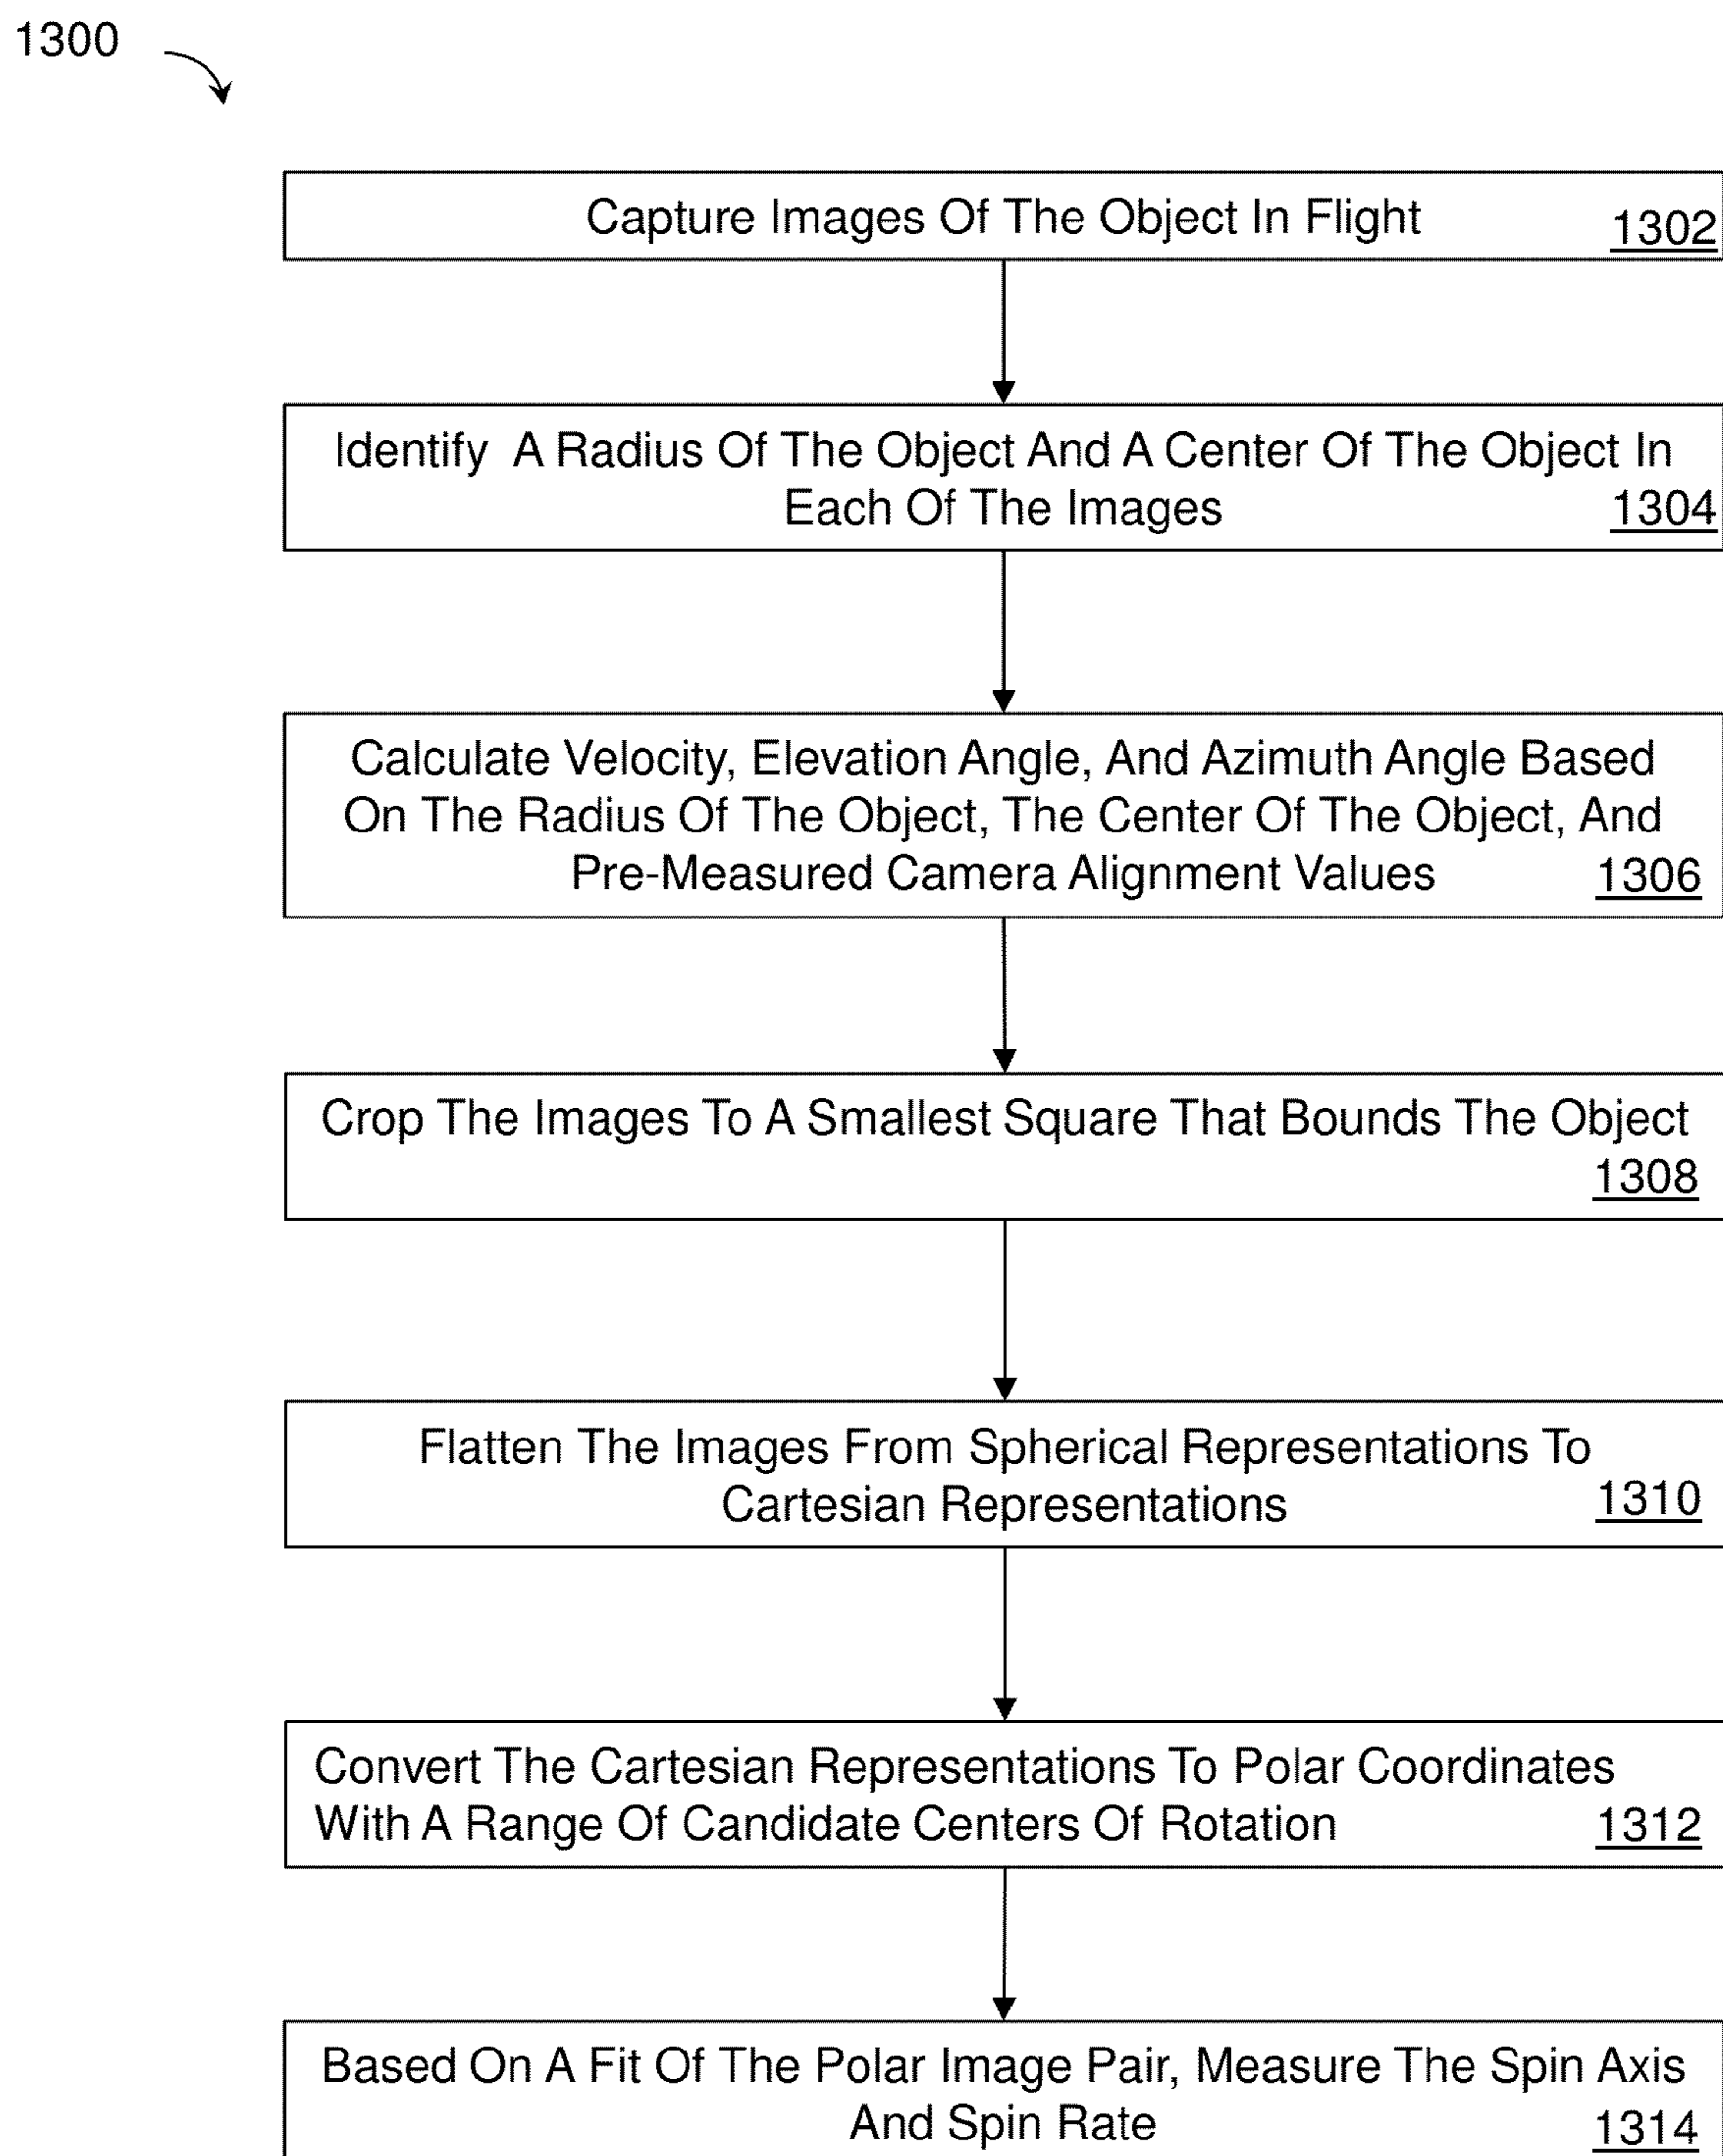 1300
Capture Images Of The Object In Flight 1302
Identify A Radius Of The Object And A Center Of The Object In
Each Of The Images 1304
Calculate Velocity, Elevation Angle, And Azimuth Angle Based
On The Radius Of The Object, The Center Of The Object, And
Pre-Measured Camera Alignment Values 1306
Crop The Images To A Smallest Square That Bounds The Object
1308
Flatten The Images From Spherical Representations To
Cartesian Representations 1310
Convert The Cartesian Representations To Polar Coordinates
With A Range Of Candidate Centers Of Rotation 1312
Based On A Fit Of The Polar Image Pair, Measure The Spin Axis
And Spin Rate 1314